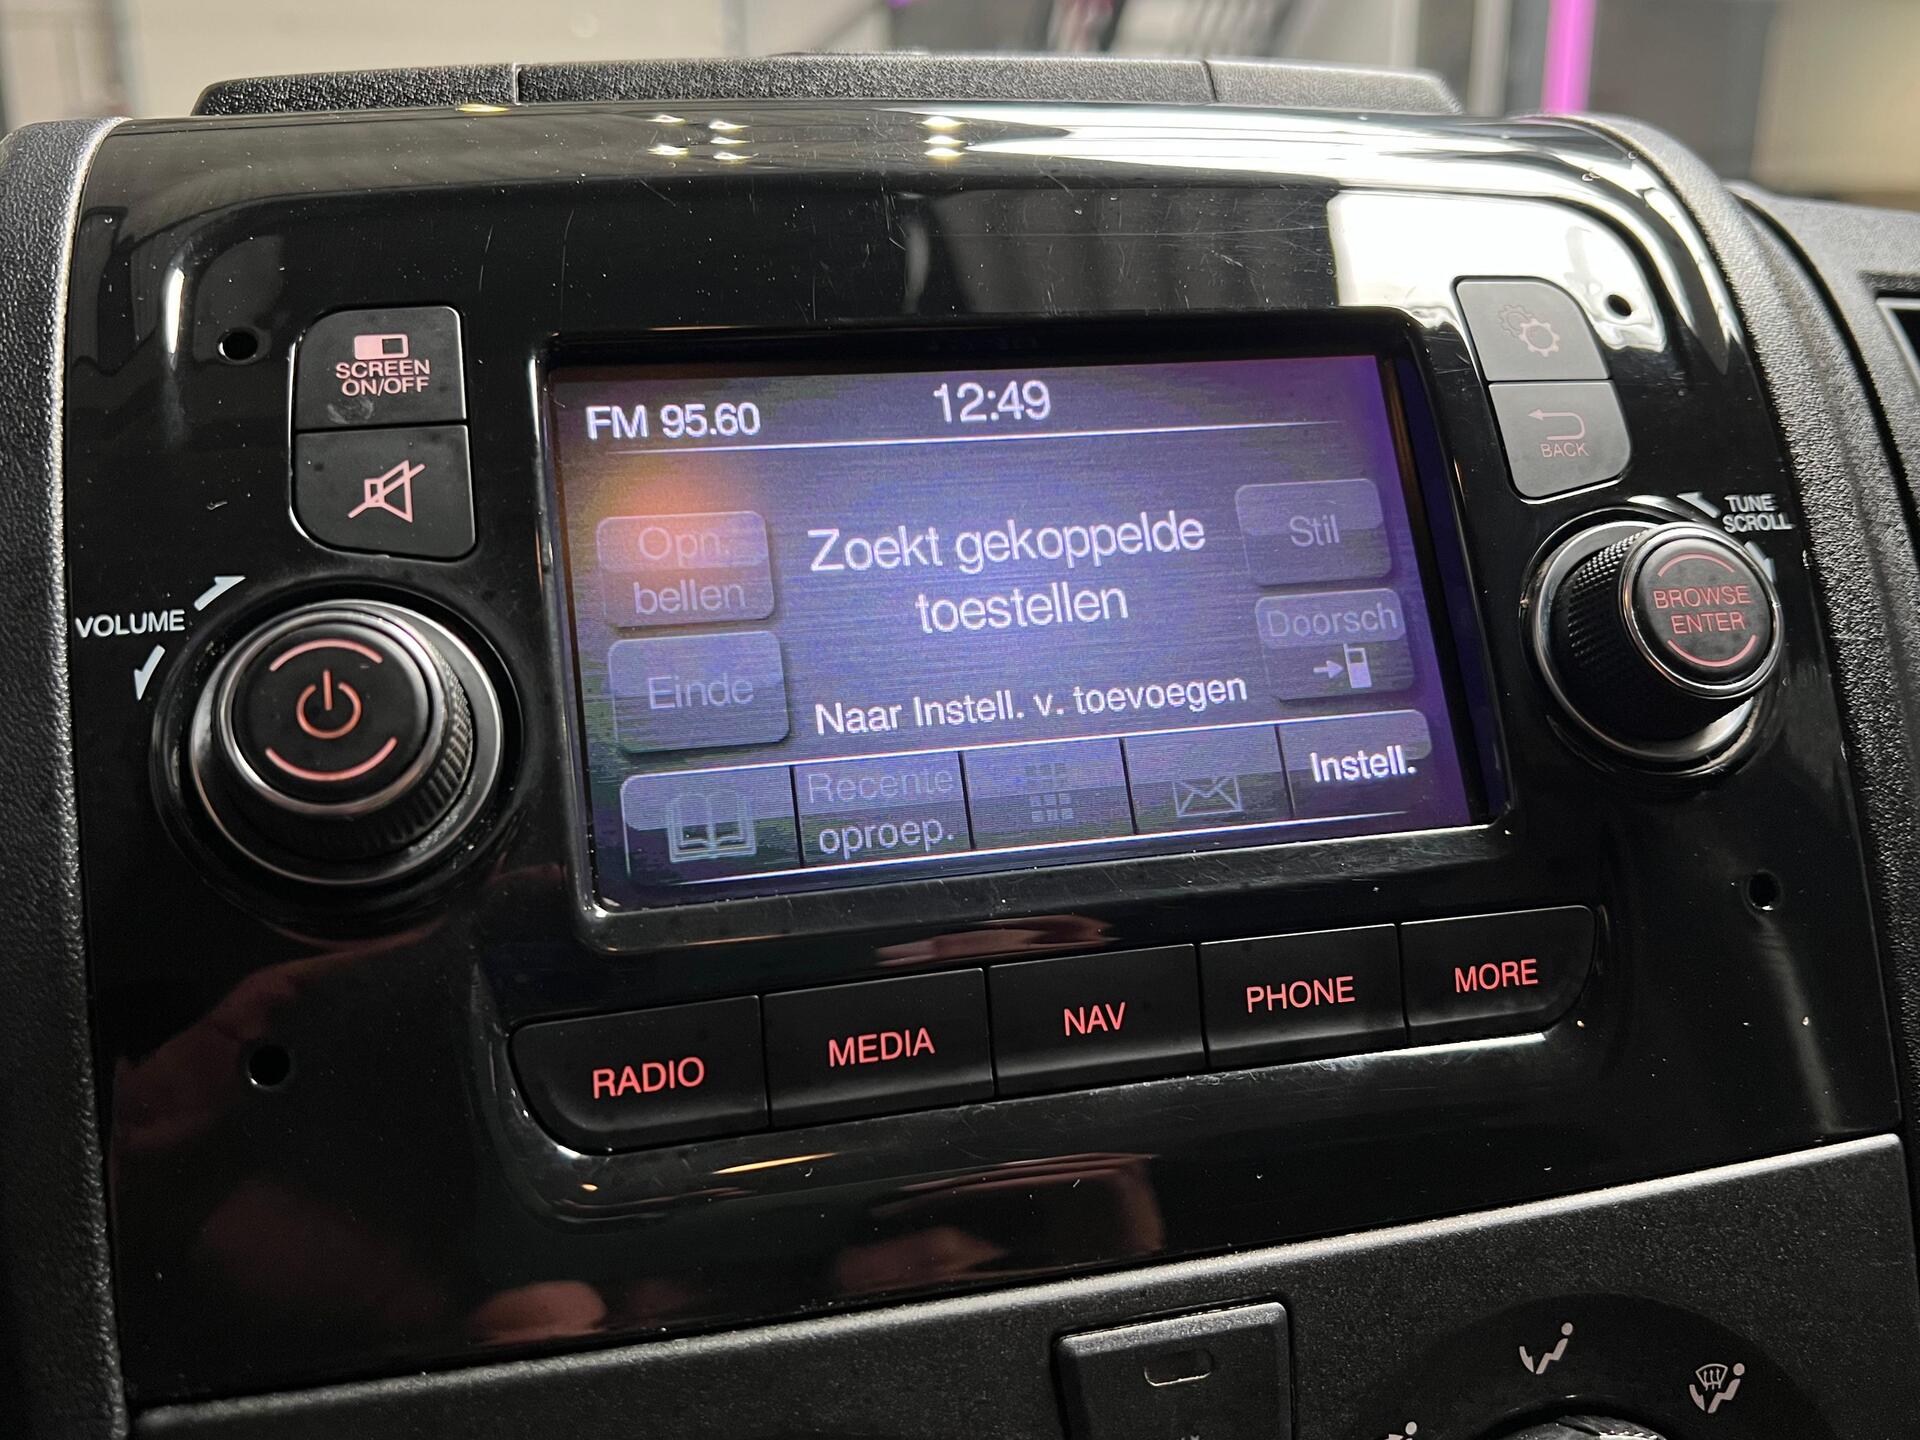 SCREEN
ON/OFF
VOLUME
FM 95.60
12:49
Opn.
bellen
Einde
Zoekt gekoppelde
toestellen
Naar Instell. v. toevoegen
Stil
Doorsch
Recente
oproep.
Instell.
BACK
TUNE
SCROLL
BROWSE
ENTER
RADIO
MEDIA
NAV
PHONE
MORE